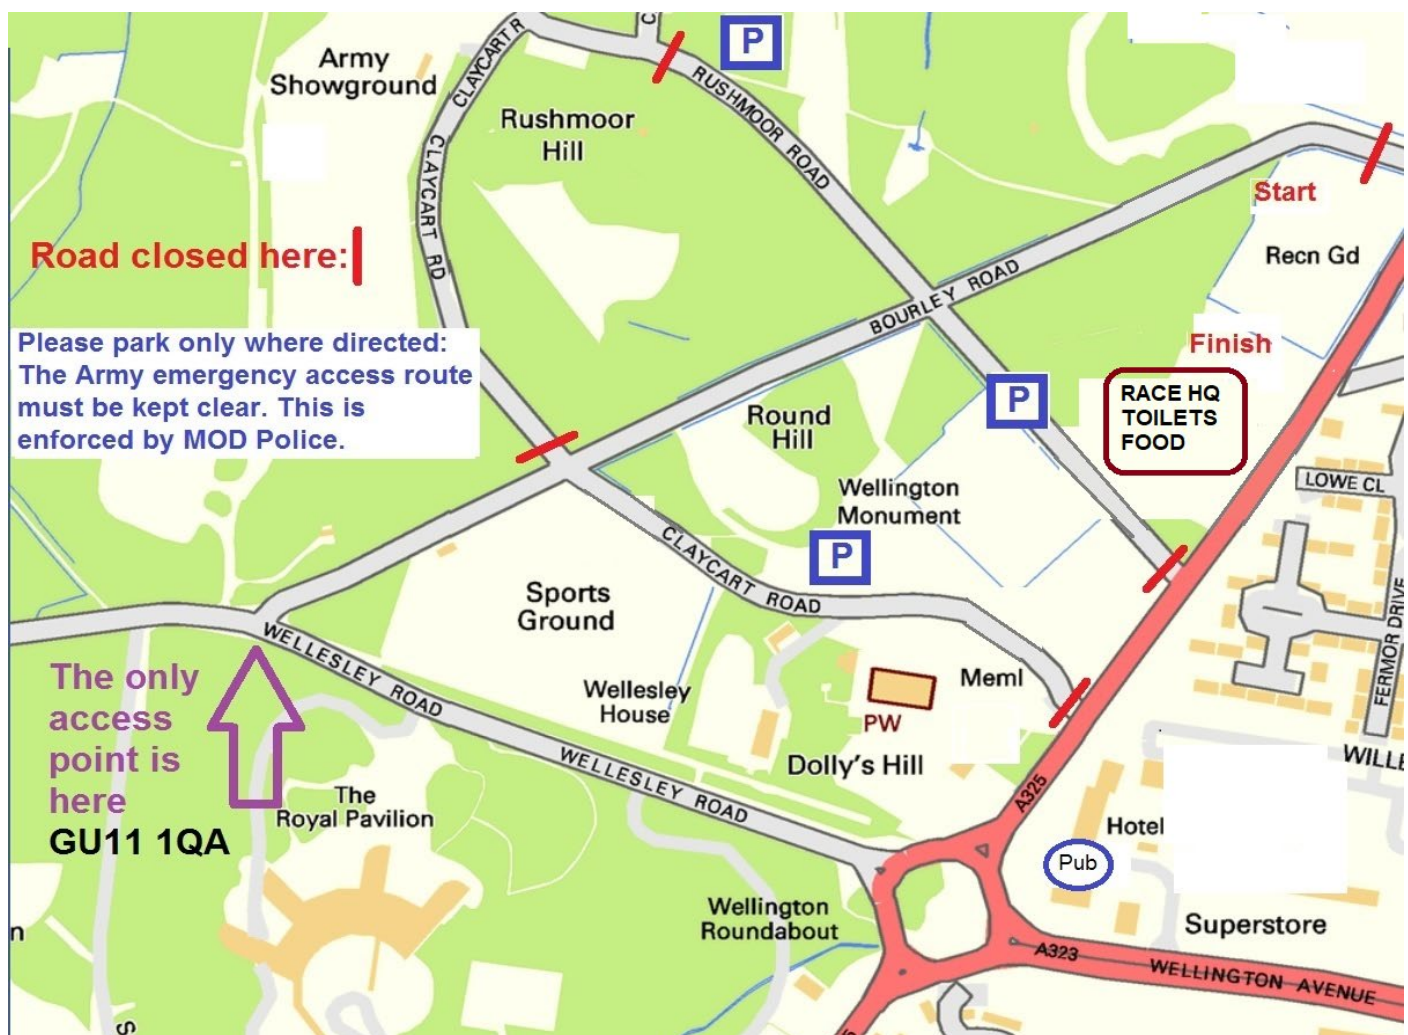 Army
Showground
CLAYCART R
C
P
RUSHMOOR ROAD
Rushmoor
Hill
CLAYCART RD
Start
Road closed here:
Recn Gd
BOURLEY ROAD
Please park only where directed:
The Army emergency access route
must be kept clear. This is
enforced by MOD Police.
Finish
P
RACE HQ
TOILETS
FOOD
Round
Hill
LOWE CL
Wellington
Monument
CLAYCART ROAD
P
Sports
Ground
FERMOR DRIVE
WELLESLEY ROAD
The only
access
point is
here
GU11 1QA
Wellesley
House
Meml
PW
Dolly's Hill
WELLESLEY ROAD
A325
WILLE
The
Royal Pavilion
Hotel
Pub
Wellington
Roundabout
Superstore
n
A323
WELLINGTON AVENUE
S
S